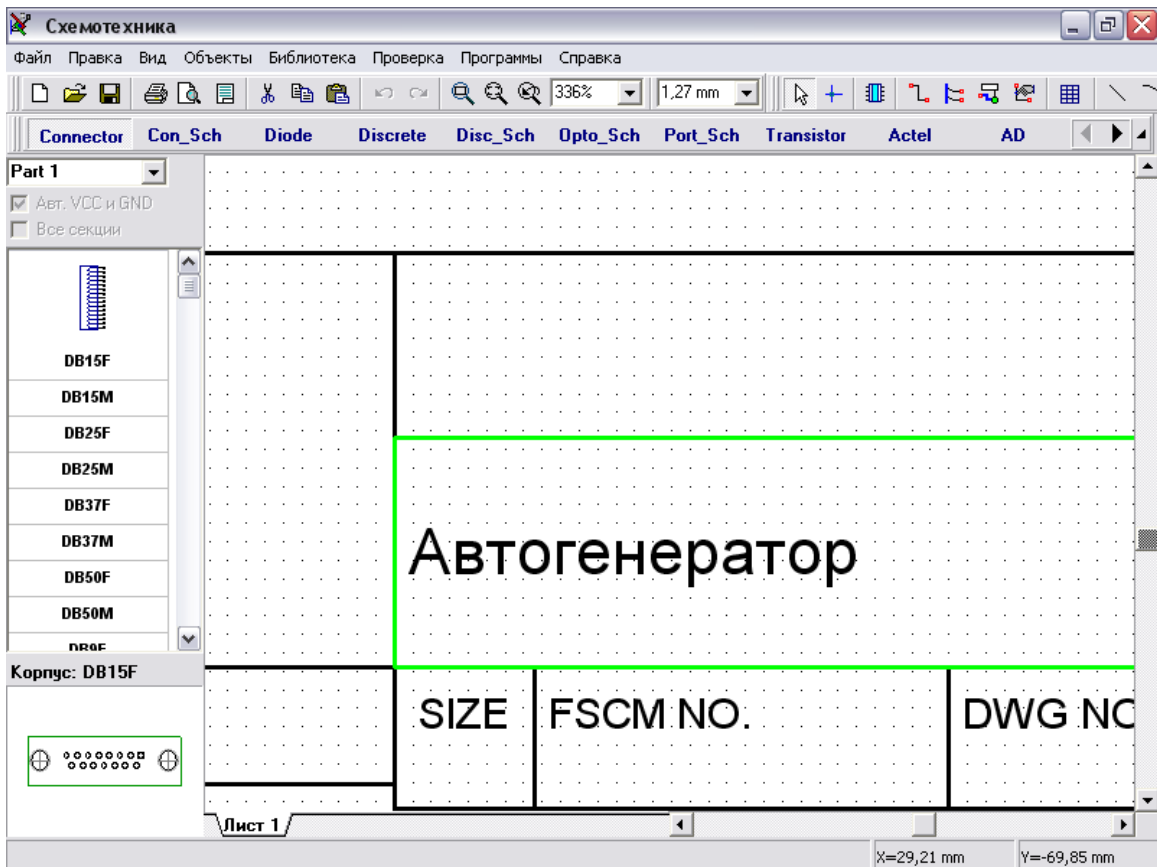 Схемотехника
Файл Правка Вид Объекты Библиотека Проверка Программы Справка
336% 1,27 mm
Connector Con_Sch Diode Discrete Disc_Sch Opto_Sch Port_Sch Transistor Actel AD
Part 1
Авт. VCC и GND
Все секции
DB15F
DB15M
DB25F
DB25M
DB37F
DB37M
DB50F
DB50M
DB9F
Корпус: DB15F
Автогенератор
SIZE FSCM NO. DWG NO
Лист 1
X=29,21 mm Y=-69,85 mm